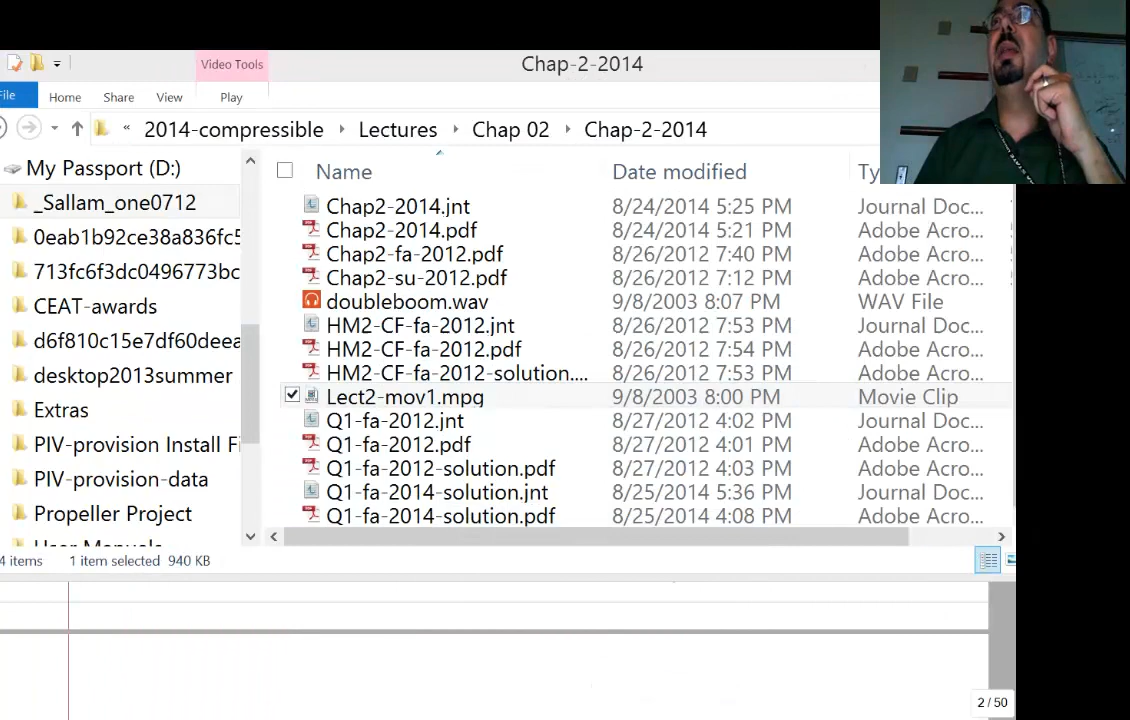 Video Tools
Chap-2-2014
File
Home
Share
View
Play
« 2014-compressible
Lectures
Chap 02
Chap-2-2014
My Passport (D:)
_Sallam_one0712
0eab1b92ce38a836fc5
713fc6f3dc0496773bc
CEAT-awards
d6f810c15e7df60deea
desktop2013summer
Extras
PIV-provision Install Fi
PIV-provision-data
Propeller Project
User Manuals
Name
Date modified
Ty
Chap2-2014.jnt 8/24/2014 5:25 PM Journal Doc...
Chap2-2014.pdf 8/24/2014 5:21 PM Adobe Acro...
Chap2-fa-2012.pdf 8/26/2012 7:40 PM Adobe Acro...
Chap2-su-2012.pdf 8/26/2012 7:12 PM Adobe Acro...
doubleboom.wav 9/8/2003 8:07 PM WAV File
HM2-CF-fa-2012.jnt 8/26/2012 7:53 PM Journal Doc...
HM2-CF-fa-2012.pdf 8/26/2012 7:54 PM Adobe Acro...
HM2-CF-fa-2012-solution.... 8/26/2012 7:53 PM Adobe Acro...
Lect2-mov1.mpg 9/8/2003 8:00 PM Movie Clip
Q1-fa-2012.jnt 8/27/2012 4:02 PM Journal Doc...
Q1-fa-2012.pdf 8/27/2012 4:01 PM Adobe Acro...
Q1-fa-2012-solution.pdf 8/27/2012 4:03 PM Adobe Acro...
Q1-fa-2014-solution.jnt 8/25/2014 5:36 PM Journal Doc...
Q1-fa-2014-solution.pdf 8/25/2014 4:08 PM Adobe Acro...
4 items
1 item selected 940 KB
2 / 50